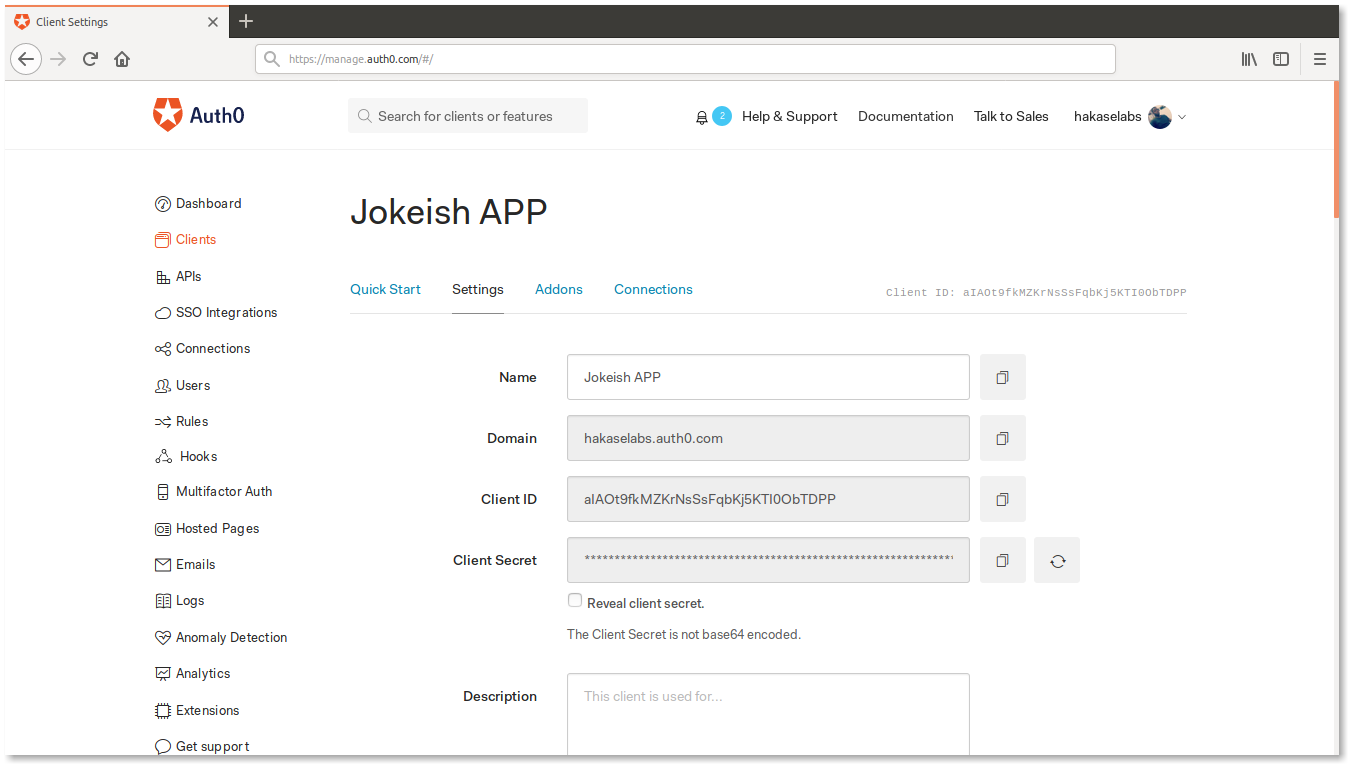 Client Settings
https://manage.auth0.com/#/
Auth0
Search for clients or features
2
Help & Support
Documentation
Talk to Sales
hakaselabs
Dashboard
Clients
APIs
SSO Integrations
Connections
Users
Rules
Hooks
Multifactor Auth
Hosted Pages
Emails
Logs
Anomaly Detection
Analytics
Extensions
Get support
Jokeish APP
Quick Start
Settings
Addons
Connections
Client ID: aIAOt9fkMZKrNsSsFqbKj5KTI0ObTDPP
Name
Jokeish APP
Domain
hakaselabs.auth0.com
Client ID
aIAOt9fkMZKrNsSsFqbKj5KTI0ObTDPP
Client Secret
**************************************************************
Reveal client secret.
The Client Secret is not base64 encoded.
Description
This client is used for...